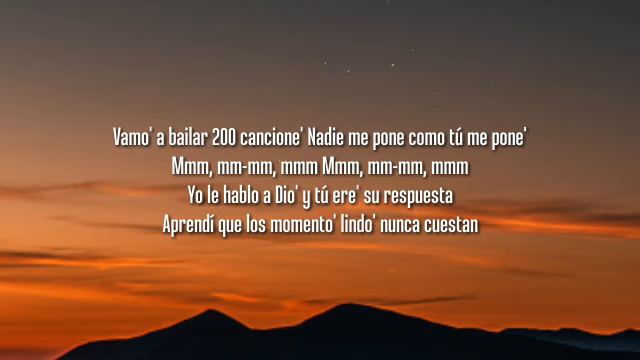 Vamo' a bailar 200 cancione' Nadie me pone como tú me pone'
Mmm, mm-mm, mmm Mmm, mm-mm, mmm
Yo le hablo a Dio' y tú ere' su respuesta
Aprendí que los momento' lindo' nunca cuestan